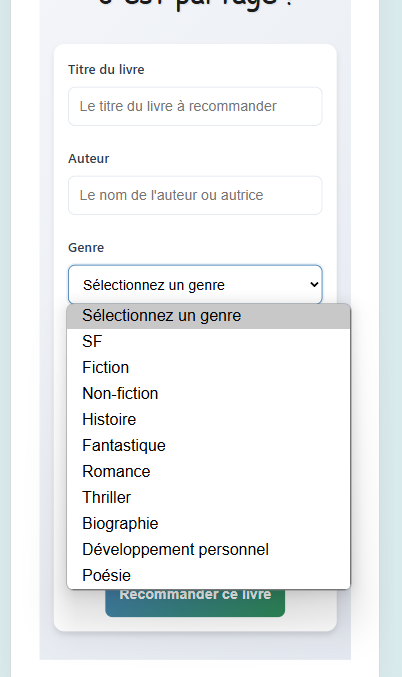 Titre du livre
Le titre du livre à recommander
Auteur
Le nom de l'auteur ou autrice
Genre
Sélectionnez un genre
Sélectionnez un genre
SF
Fiction
Non-fiction
Histoire
Fantastique
Romance
Thriller
Biographie
Développement personnel
Poésie
Recommander ce livre